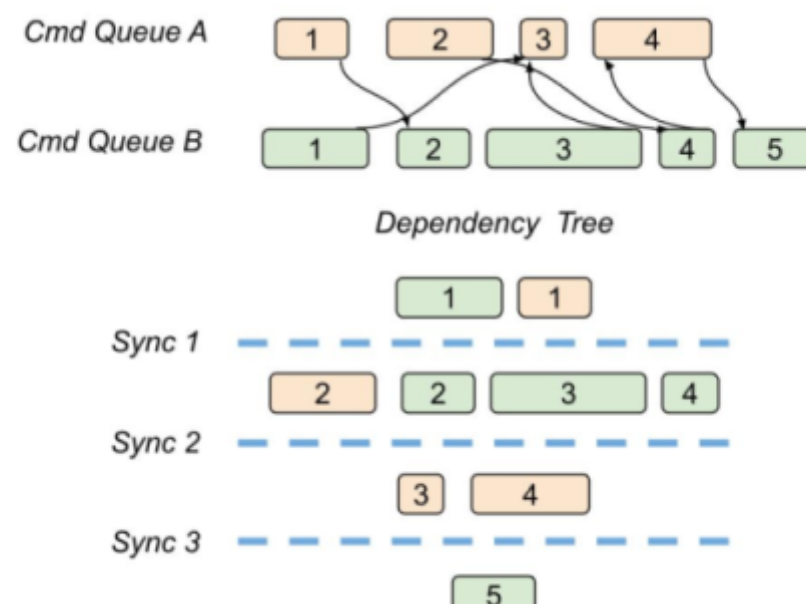 Cmd Queue A 1 2 3 4
Cmd Queue B 1 2 3 4 5
Dependency Tree
1 1
Sync 1
2 2 3 4
Sync 2
3 4
Sync 3
5